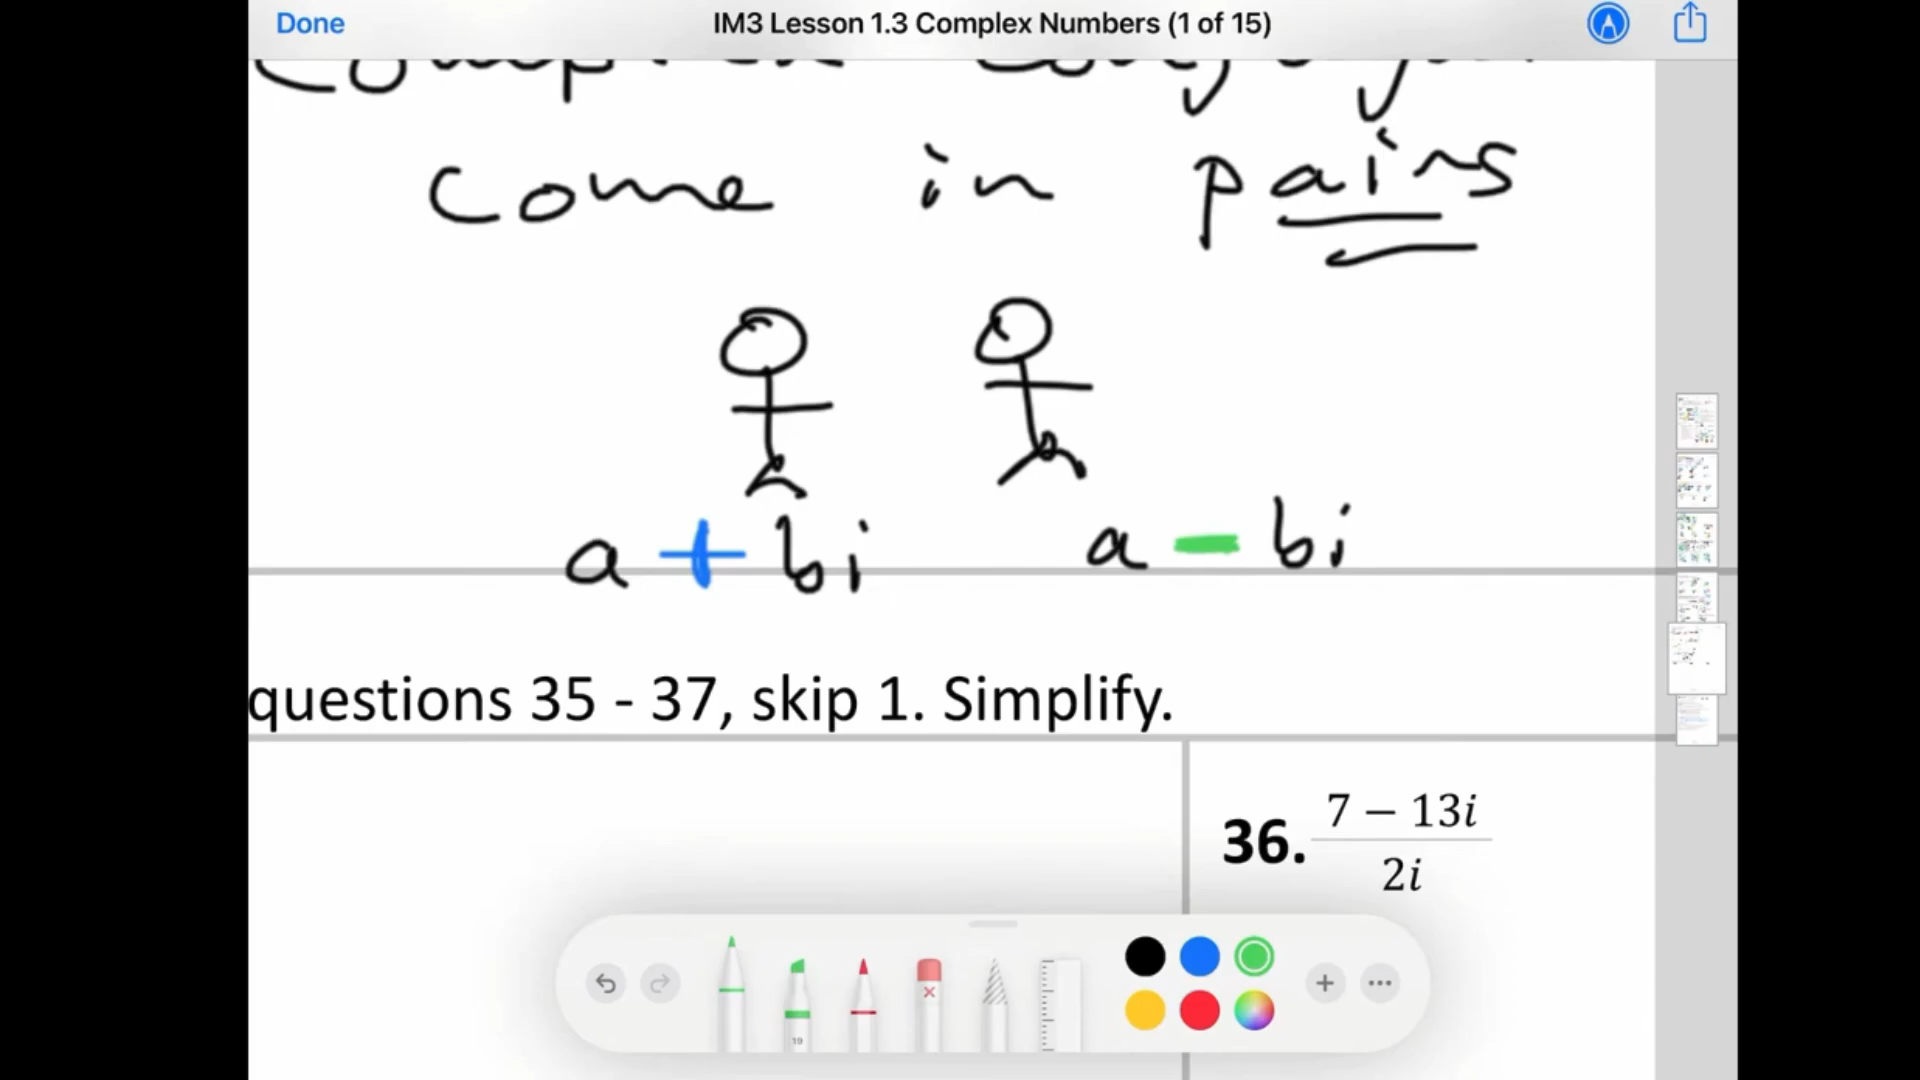 Done IM3 Lesson 1.3 Complex Numbers (1 of 15)
come in pairs
a + bi a - bi
questions 35 - 37, skip 1. Simplify.
36. 7 − 13i
2i
19